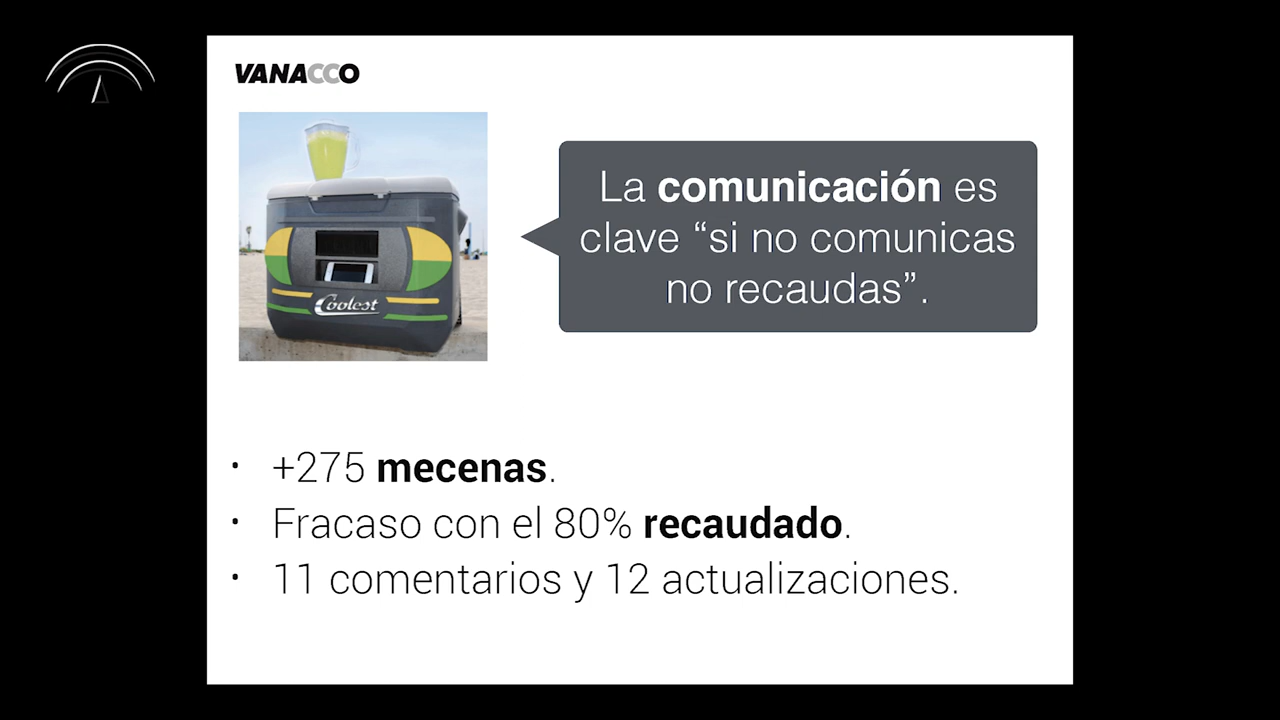 VANACCO
Coolest
La comunicación es
clave “si no comunicas
no recaudas”.
• +275 mecenas.
• Fracaso con el 80% recaudado.
• 11 comentarios y 12 actualizaciones.